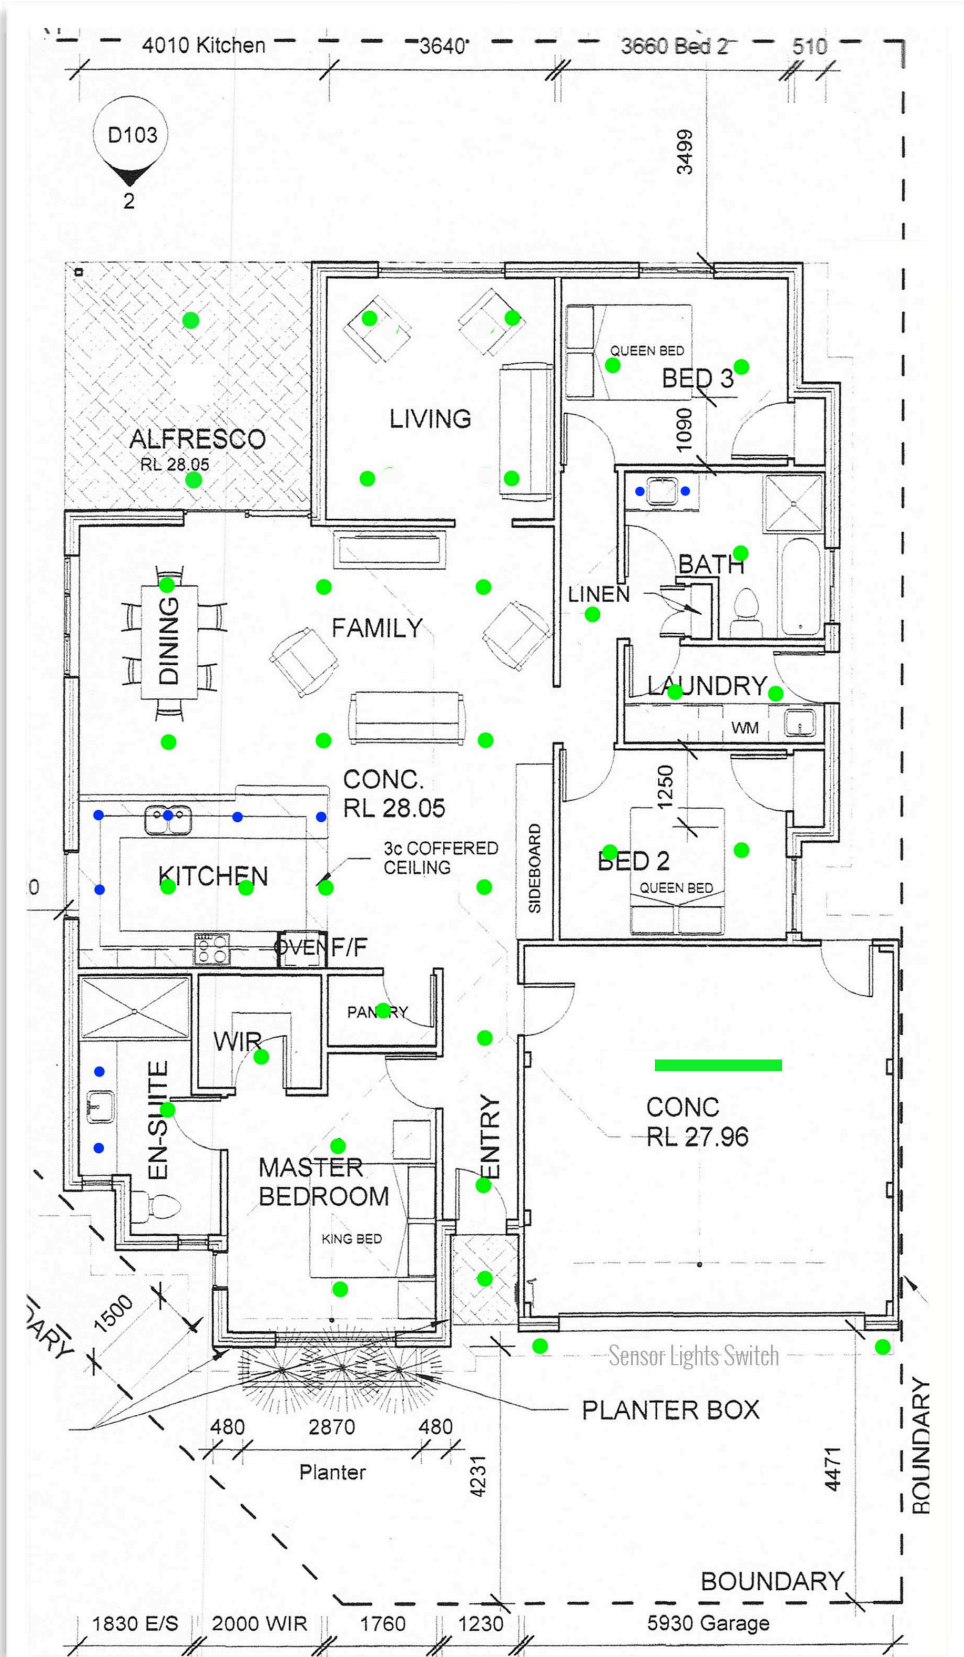 4010 Kitchen
3640
3660 Bed 2
510
D103
2
3499
QUEEN BED
BED 3
LIVING
1090
ALFRESCO
RL 28.05
BATH
LINEN
DINING
FAMILY
LAUNDRY
WM
CONC.
RL 28.05
1250
3c COFFERED
CEILING
KITCHEN
SIDEBOARD
BED 2
QUEEN BED
0
OVEN F/F
PANTRY
WIR
EN-SUITE
ENTRY
CONC
RL 27.96
MASTER
BEDROOM
KING BED
1500
DARY
Sensor Lights Switch
PLANTER BOX
480
2870
480
Planter
4231
4471
BOUNDARY
BOUNDARY
1830 E/S
2000 WIR
1760
1230
5930 Garage